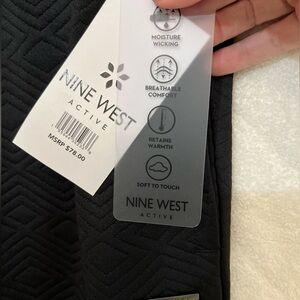 NINE WEST
ACTIVE
MSRP $78.00
MOISTURE
WICKING
BREATHABLE
COMFORT
RETAINS
WARMTH
SOFT TO TOUCH
NINE WEST
ACTIVE